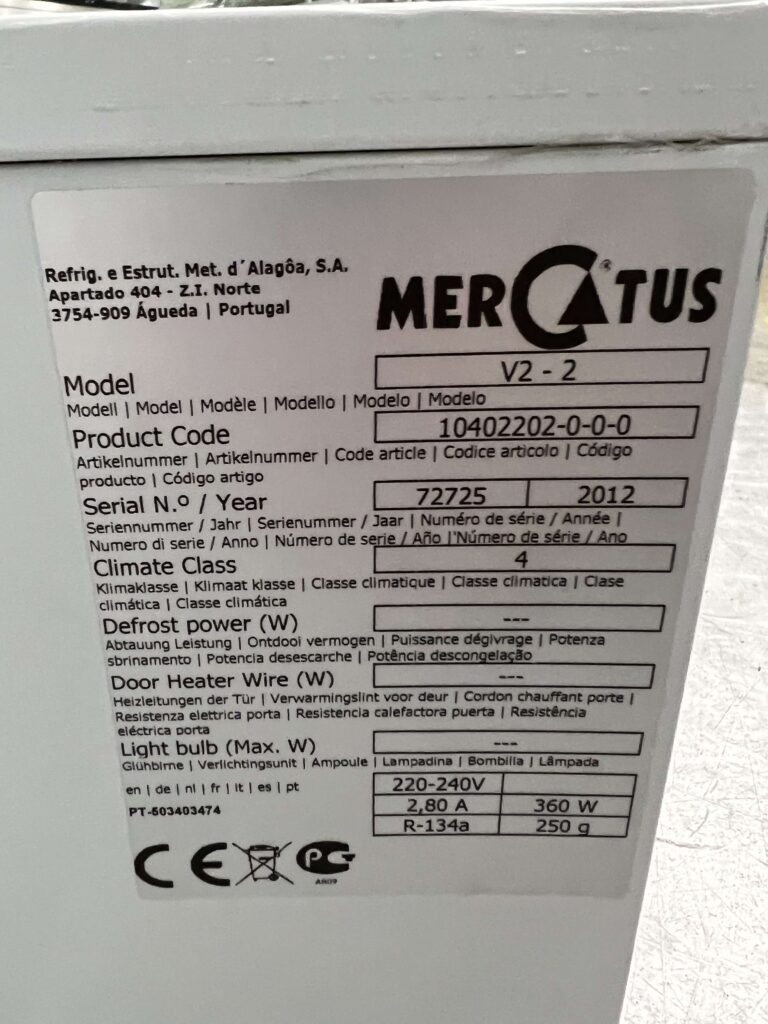 Refrig. e Estrut. Met. d´Alagôa, S.A.
Apartado 404 - Z.I. Norte
3754-909 Águeda | Portugal
MERCATUS®
Model V2 - 2
Modell | Model | Modèle | Modello | Modelo | Modelo
Product Code 10402202-0-0-0
Artikelnummer | Artikelnummer | Code article | Codice articolo | Código
producto | Código artigo
Serial N.º / Year 72725 2012
Seriennummer / Jahr | Serienummer / Jaar | Numéro de série / Année |
Numero di serie / Anno | Número de serie / Año | Número de série / Ano
Climate Class 4
Klimaklasse | Klimaat klasse | Classe climatique | Classe climatica | Clase
climática | Classe climática
Defrost power (W) ---
Abtauung Leistung | Ontdooi vermogen | Puissance dégivrage | Potenza
sbrinamento | Potencia desescarche | Potência descongelação
Door Heater Wire (W) ---
Heizleitungen der Tür | Verwarmingslint voor deur | Cordon chauffant porte |
Resistenza elettrica porta | Resistencia calefactora puerta | Resistência
eléctrica porta
Light bulb (Max. W) ---
Glühbirne | Verlichtingsunit | Ampoule | Lampadina | Bombilla | Lâmpada
en | de | nl | fr | it | es | pt
220-240V
PT-503403474
2,80 A 360 W
R-134a 250 g
CE PG
AR09